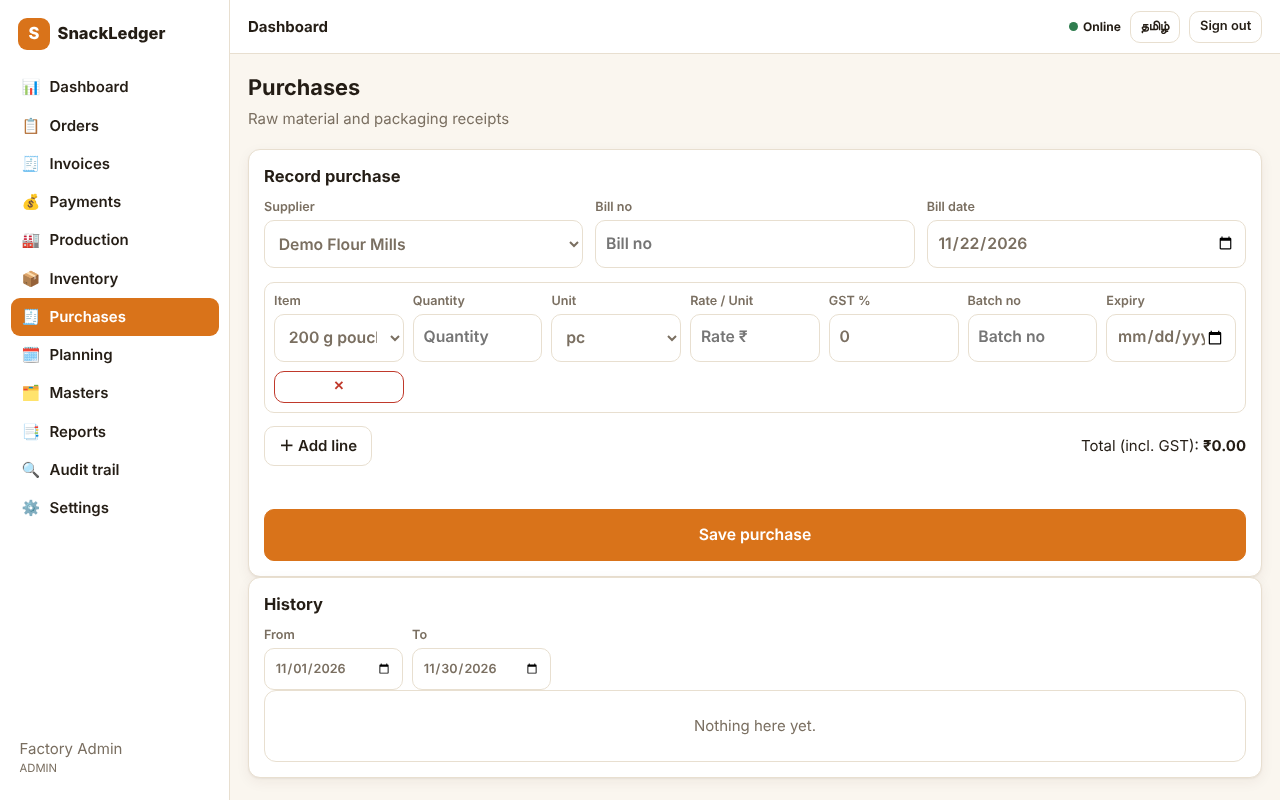 S SnackLedger
Dashboard
Orders
Invoices
Payments
Production
Inventory
Purchases
Planning
Masters
Reports
Audit trail
Settings
Factory Admin
ADMIN
Dashboard
Online
தமிழ்
Sign out
Purchases
Raw material and packaging receipts
Record purchase
Supplier Bill no Bill date
Demo Flour Mills Bill no 11/22/2026
Item Quantity Unit Rate / Unit GST % Batch no Expiry
200 g pouch Quantity pc Rate ₹ 0 Batch no mm/dd/yyy
×
+ Add line
Total (incl. GST): ₹0.00
Save purchase
History
From To
11/01/2026 11/30/2026
Nothing here yet.